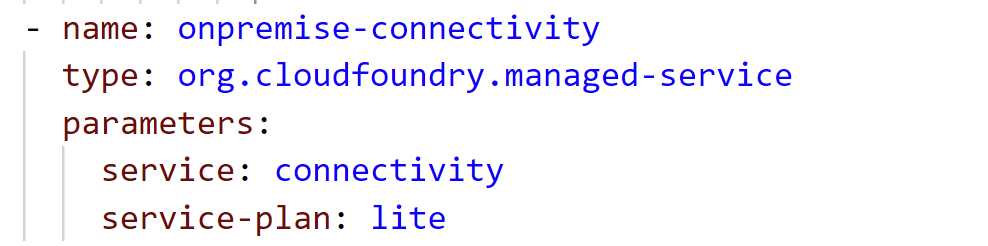 - name: onpremise-connectivity
  type: org.cloudfoundry.managed-service
  parameters:
    service: connectivity
    service-plan: lite